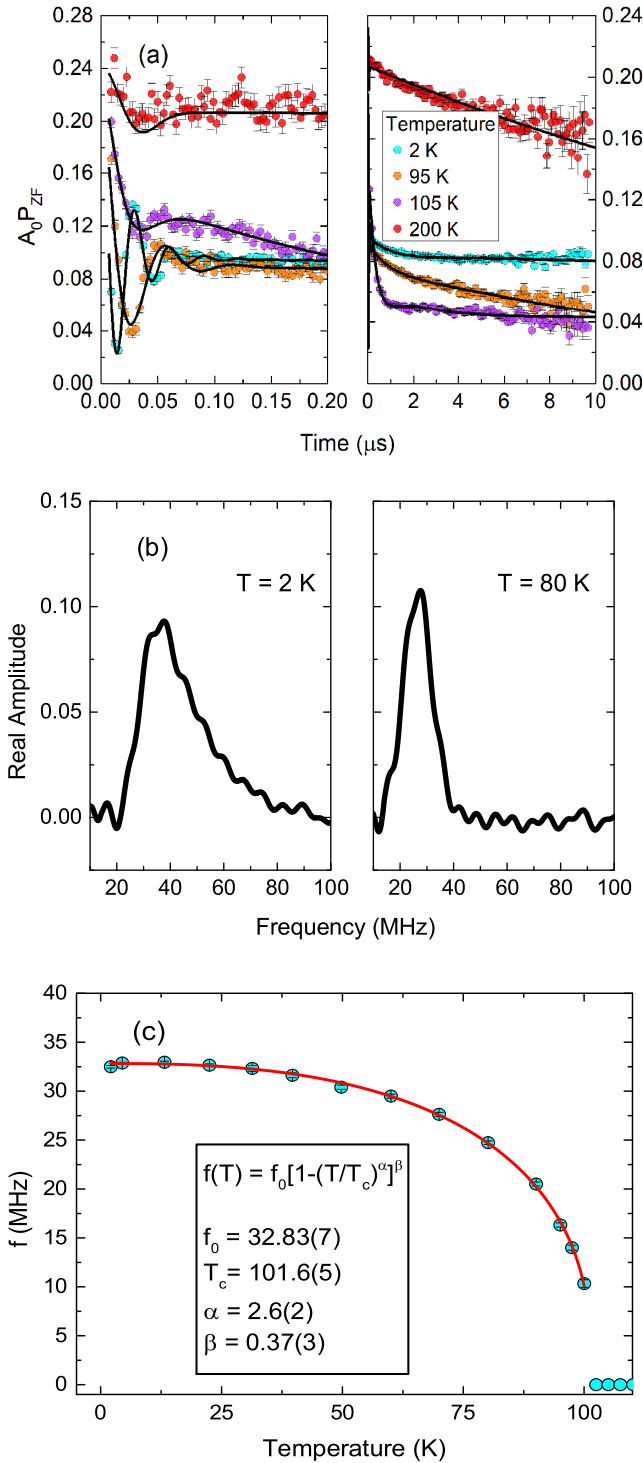 (a)
0.28
0.24
0.20
0.16
0.12
0.08
0.04
0.00
A₀P_ZF
0.00 0.05 0.10 0.15 0.20
0.24
0.20
0.16
0.12
0.08
0.04
0.00
Temperature
2 K
95 K
105 K
200 K
0 2 4 6 8 10
Time (μs)
(b)
0.15
0.10
0.05
0.00
Real Amplitude
T = 2 K
T = 80 K
20 40 60 80 100
20 40 60 80 100
Frequency (MHz)
(c)
40
35
30
25
20
15
10
5
0
f (MHz)
f(T) = f₀[1-(T/T_c)^α]^β
f₀ = 32.83(7)
T_c= 101.6(5)
α = 2.6(2)
β = 0.37(3)
0 25 50 75 100
Temperature (K)